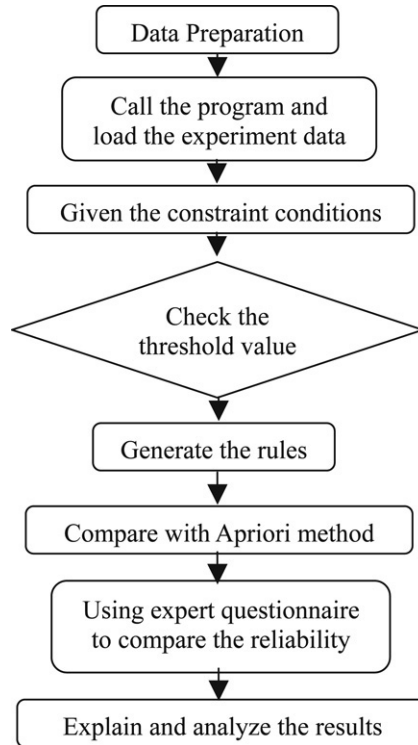 Data Preparation
Call the program and
load the experiment data
Given the constraint conditions
Check the
threshold value
Generate the rules
Compare with Apriori method
Using expert questionnaire
to compare the reliability
Explain and analyze the results